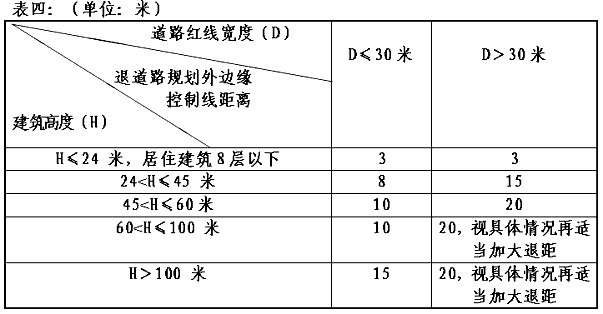 表四：（单位：米）
道路红线宽度（D）
退道路规划外边缘
控制线距离
建筑高度（H）
D≤30 米
D＞30 米
H≤24 米，居住建筑8层以下
3
3
24<H≤45 米
8
15
45<H≤60米
10
20
60<H≤100 米
10
20，视具体情况再适
当加大退距
H＞100 米
15
20，视具体情况再适
当加大退距